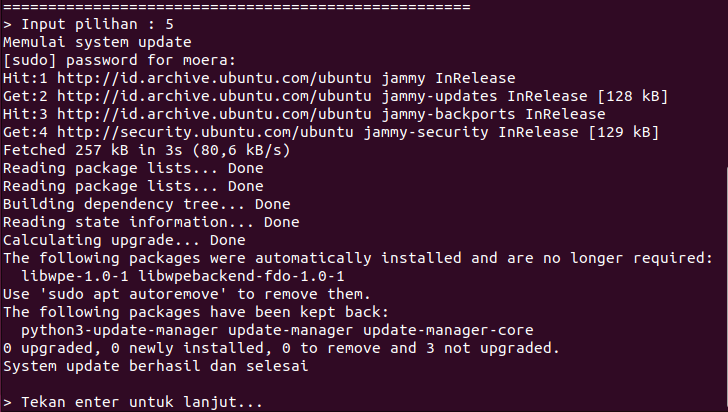 ====================================================
> Input pilihan : 5
Memulai system update
[sudo] password for moera:
Hit:1 http://id.archive.ubuntu.com/ubuntu jammy InRelease
Get:2 http://id.archive.ubuntu.com/ubuntu jammy-updates InRelease [128 kB]
Hit:3 http://id.archive.ubuntu.com/ubuntu jammy-backports InRelease
Get:4 http://security.ubuntu.com/ubuntu jammy-security InRelease [129 kB]
Fetched 257 kB in 3s (80,6 kB/s)
Reading package lists... Done
Reading package lists... Done
Building dependency tree... Done
Reading state information... Done
Calculating upgrade... Done
The following packages were automatically installed and are no longer required:
  libwpe-1.0-1 libwpebackend-fdo-1.0-1
Use 'sudo apt autoremove' to remove them.
The following packages have been kept back:
  python3-update-manager update-manager update-manager-core
0 upgraded, 0 newly installed, 0 to remove and 3 not upgraded.
System update berhasil dan selesai

> Tekan enter untuk lanjut...